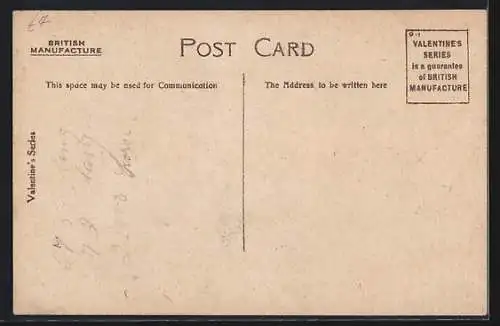 £4
BRITISH
MANUFACTURE
POST CARD
VALENTINE'S
SERIES
is a guarantee
of BRITISH
MANUFACTURE
This space may be used for Communication
The Address to be written here
Valentine's Series